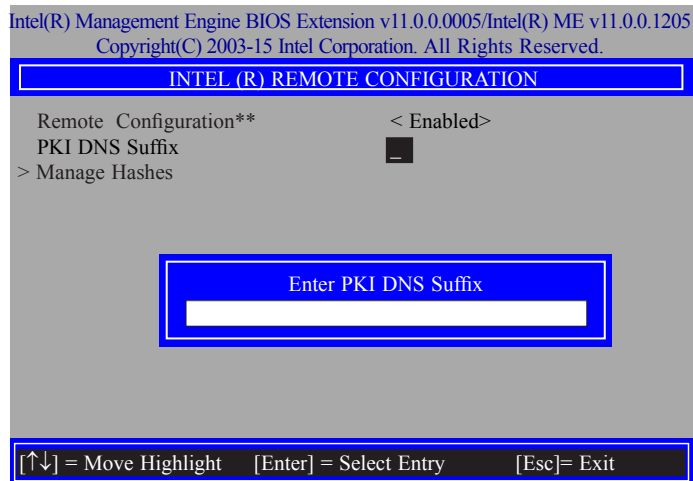 Intel(R) Management Engine BIOS Extension v11.0.0.0005/Intel(R) ME v11.0.0.1205
Copyright(C) 2003-15 Intel Corporation. All Rights Reserved.
INTEL (R) REMOTE CONFIGURATION
Remote Configuration** < Enabled>
PKI DNS Suffix _
> Manage Hashes
Enter PKI DNS Suffix
[↑↓] = Move Highlight [Enter] = Select Entry [Esc]= Exit